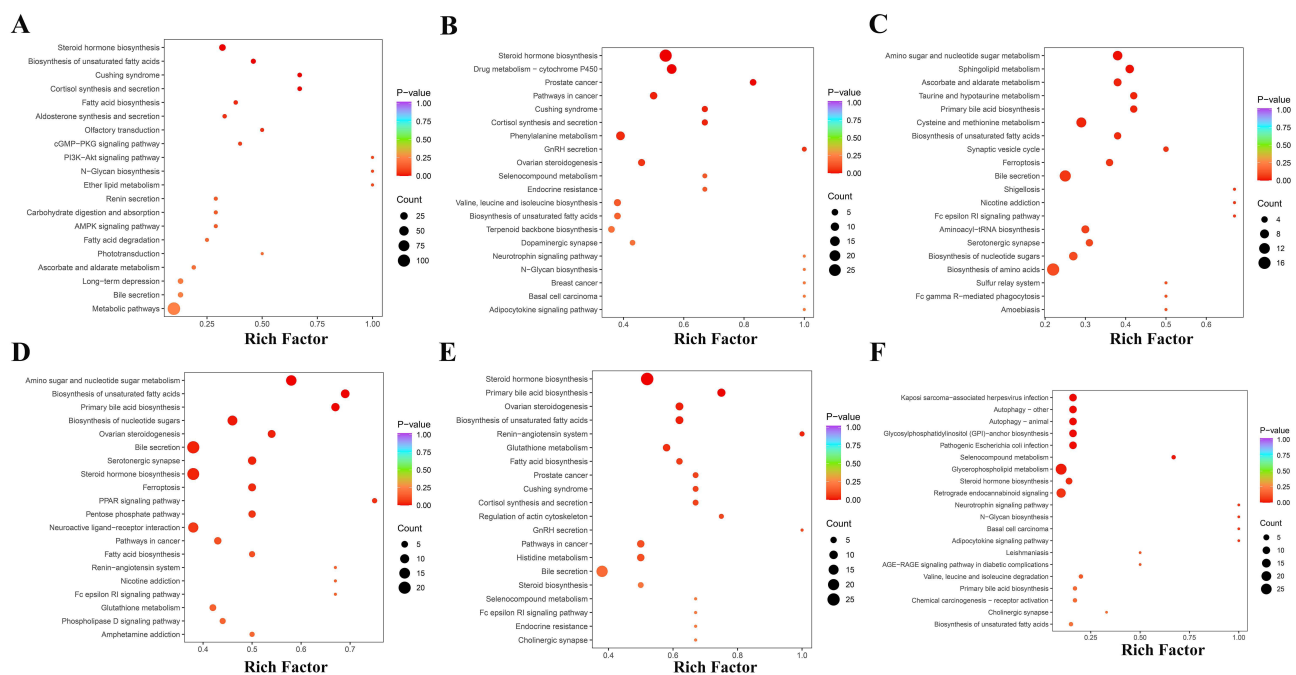 A
Steroid hormone biosynthesis
Biosynthesis of unsaturated fatty acids
Cushing syndrome
Cortisol synthesis and secretion
Fatty acid biosynthesis
Aldosterone synthesis and secretion
Olfactory transduction
cGMP−PKG signaling pathway
PI3K−Akt signaling pathway
N−Glycan biosynthesis
Ether lipid metabolism
Renin secretion
Carbohydrate digestion and absorption
AMPK signaling pathway
Fatty acid degradation
Phototransduction
Ascorbate and aldarate metabolism
Long−term depression
Bile secretion
Metabolic pathways
0.25 0.50 0.75 1.00
Rich Factor
P−value
1.00
0.75
0.50
0.25
0.00
Count
25
50
75
100
B
Steroid hormone biosynthesis
Drug metabolism − cytochrome P450
Prostate cancer
Pathways in cancer
Cushing syndrome
Cortisol synthesis and secretion
Phenylalanine metabolism
GnRH secretion
Ovarian steroidogenesis
Selenocompound metabolism
Endocrine resistance
Valine, leucine and isoleucine biosynthesis
Biosynthesis of unsaturated fatty acids
Terpenoid backbone biosynthesis
Dopaminergic synapse
Neurotrophin signaling pathway
N−Glycan biosynthesis
Breast cancer
Basal cell carcinoma
Adipocytokine signaling pathway
0.4 0.6 0.8 1.0
Rich Factor
P−value
1.00
0.75
0.50
0.25
0.00
Count
5
10
15
20
25
C
Amino sugar and nucleotide sugar metabolism
Sphingolipid metabolism
Ascorbate and aldarate metabolism
Taurine and hypotaurine metabolism
Primary bile acid biosynthesis
Cysteine and methionine metabolism
Biosynthesis of unsaturated fatty acids
Synaptic vesicle cycle
Ferroptosis
Bile secretion
Shigellosis
Nicotine addiction
Fc epsilon RI signaling pathway
Aminoacyl−tRNA biosynthesis
Serotonergic synapse
Biosynthesis of nucleotide sugars
Biosynthesis of amino acids
Sulfur relay system
Fc gamma R−mediated phagocytosis
Amoebiasis
0.2 0.3 0.4 0.5 0.6
Rich Factor
P−value
1.00
0.75
0.50
0.25
0.00
Count
4
8
12
16
D
Amino sugar and nucleotide sugar metabolism
Biosynthesis of unsaturated fatty acids
Primary bile acid biosynthesis
Biosynthesis of nucleotide sugars
Ovarian steroidogenesis
Bile secretion
Serotonergic synapse
Steroid hormone biosynthesis
Ferroptosis
PPAR signaling pathway
Pentose phosphate pathway
Neuroactive ligand−receptor interaction
Pathways in cancer
Fatty acid biosynthesis
Renin−angiotensin system
Nicotine addiction
Fc epsilon RI signaling pathway
Glutathione metabolism
Phospholipase D signaling pathway
Amphetamine addiction
0.4 0.5 0.6 0.7
Rich Factor
P−value
1.00
0.75
0.50
0.25
0.00
Count
5
10
15
20
E
Steroid hormone biosynthesis
Primary bile acid biosynthesis
Ovarian steroidogenesis
Biosynthesis of unsaturated fatty acids
Renin−angiotensin system
Glutathione metabolism
Fatty acid biosynthesis
Prostate cancer
Cushing syndrome
Cortisol synthesis and secretion
Regulation of actin cytoskeleton
GnRH secretion
Pathways in cancer
Histidine metabolism
Bile secretion
Steroid biosynthesis
Selenocompound metabolism
Fc epsilon RI signaling pathway
Endocrine resistance
Cholinergic synapse
0.4 0.6 0.8 1.0
Rich Factor
P−value
1.00
0.75
0.50
0.25
0.00
Count
5
10
15
20
25
F
Kaposi sarcoma−associated herpesvirus infection
Autophagy − other
Autophagy − animal
Glycosylphosphatidylinositol (GPI)−anchor biosynthesis
Pathogenic Escherichia coli infection
Selenocompound metabolism
Glycerophospholipid metabolism
Steroid hormone biosynthesis
Retrograde endocannabinoid signaling
Neurotrophin signaling pathway
N−Glycan biosynthesis
Basal cell carcinoma
Adipocytokine signaling pathway
Leishmaniasis
AGE−RAGE signaling pathway in diabetic complications
Valine, leucine and isoleucine degradation
Primary bile acid biosynthesis
Chemical carcinogenesis − receptor activation
Cholinergic synapse
Biosynthesis of unsaturated fatty acids
0.25 0.50 0.75 1.00
Rich Factor
P−value
1.00
0.75
0.50
0.25
0.00
Count
5
10
15
20
25